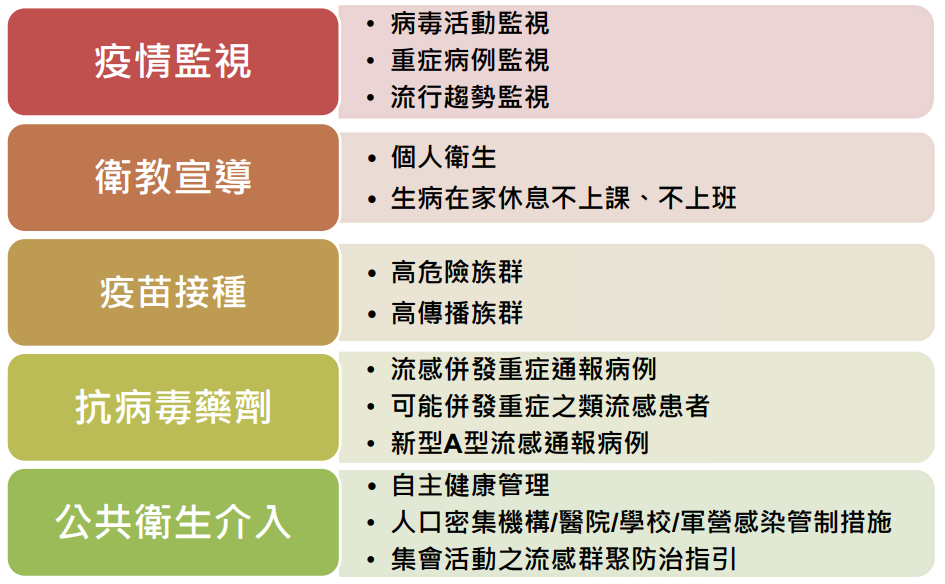 疫情監視
• 病毒活動監視
• 重症病例監視
• 流行趨勢監視
衛教宣導
• 個人衛生
• 生病在家休息不上課、不上班
疫苗接種
• 高危險族群
• 高傳播族群
抗病毒藥劑
• 流感併發重症通報病例
• 可能併發重症之類流感患者
• 新型A型流感通報病例
公共衛生介入
• 自主健康管理
• 人口密集機構/醫院/學校/軍營感染管制措施
• 集會活動之流感群聚防治指引